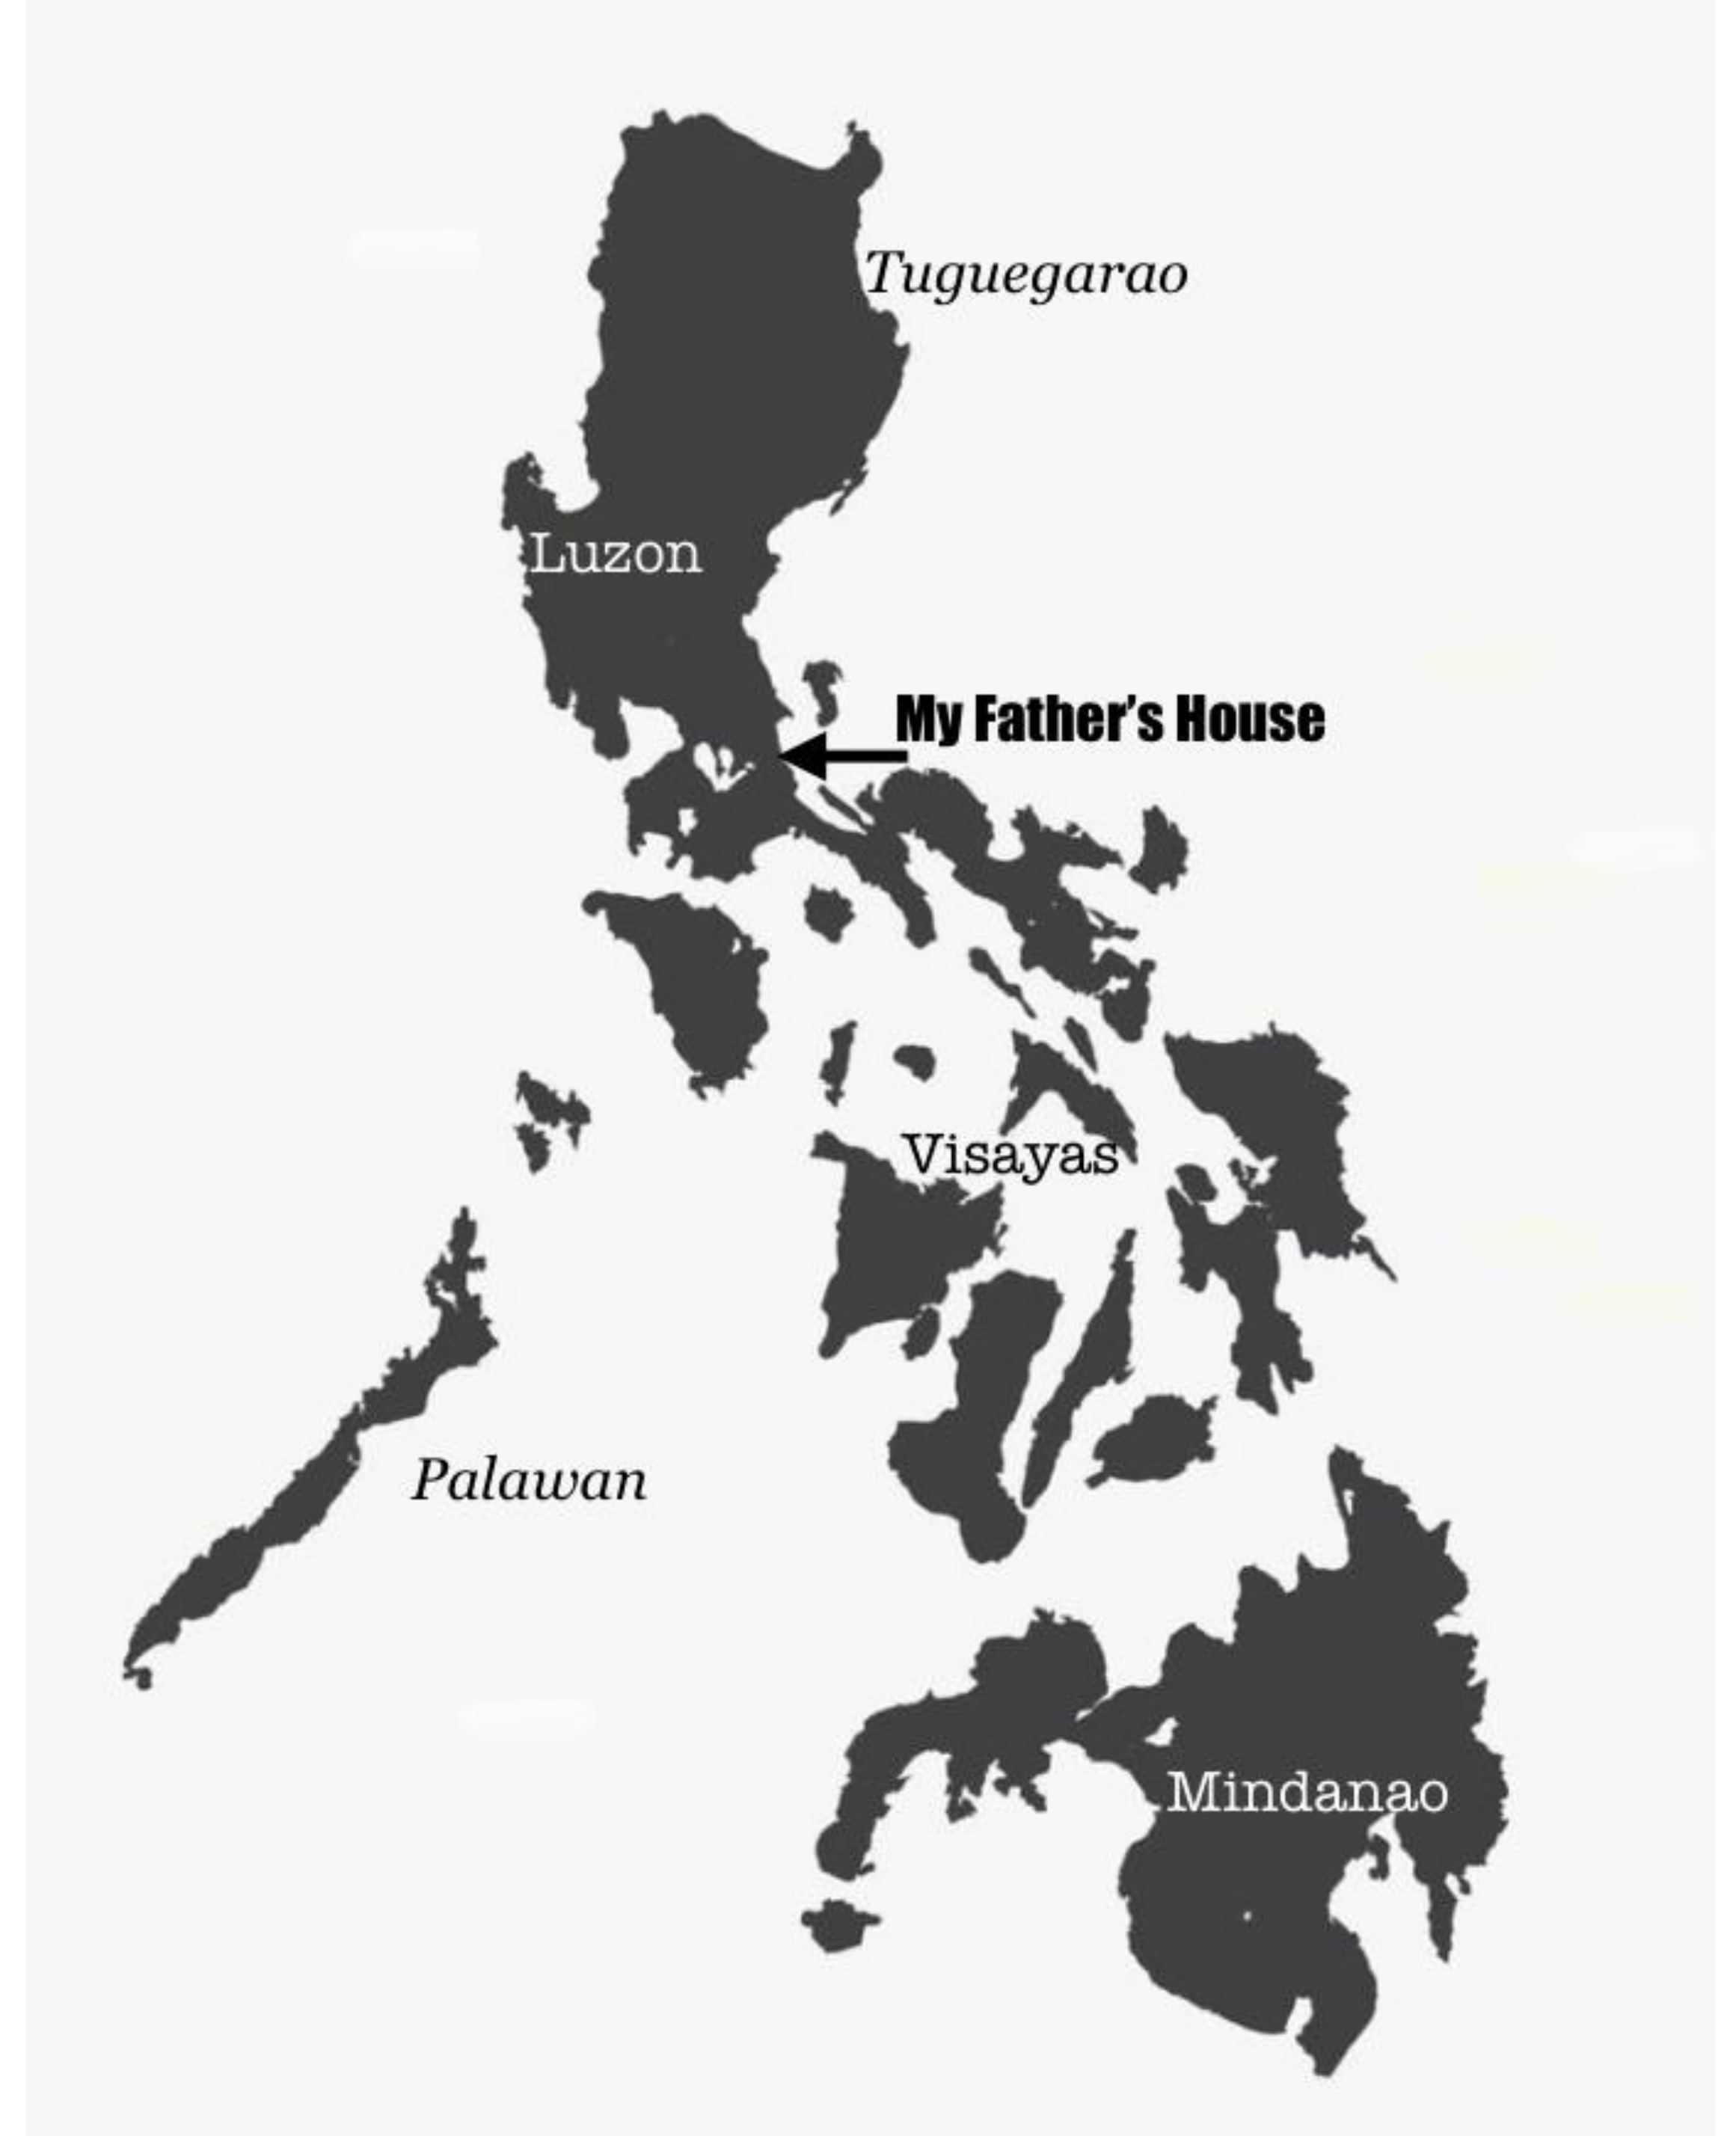 Tuguegarao
Luzon
My Father's House
Visayas
Palawan
Mindanao